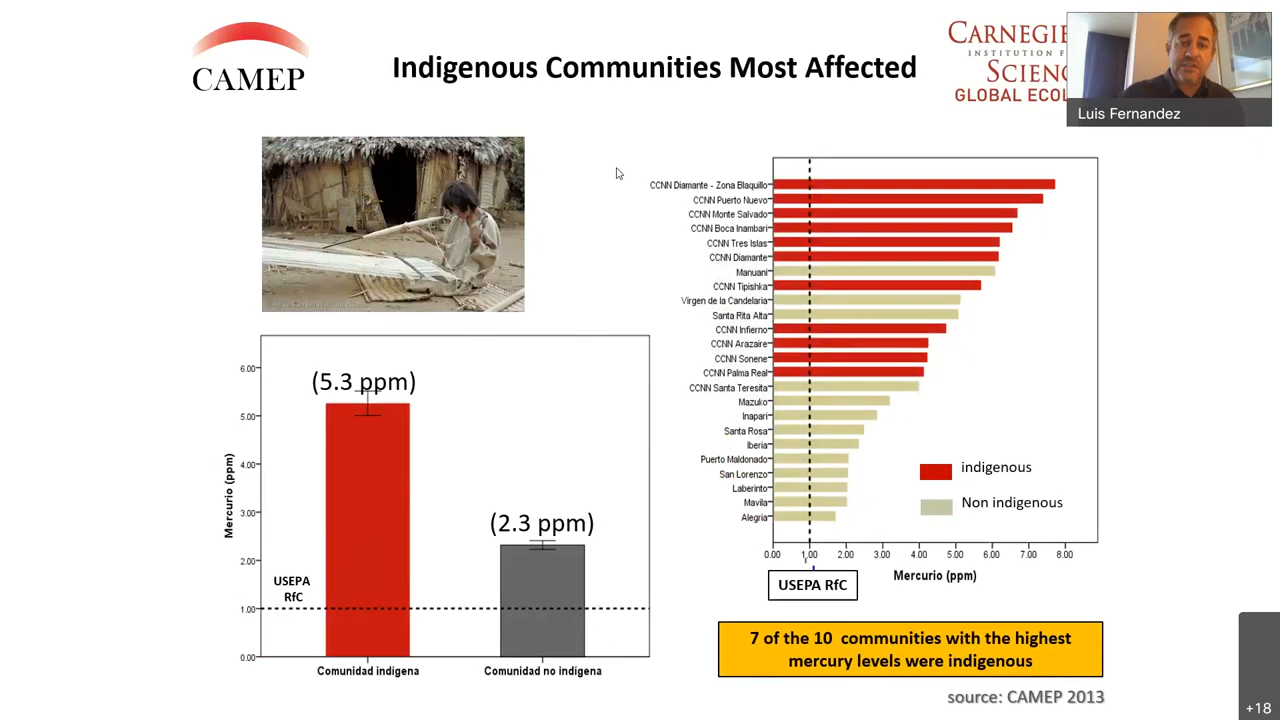 CAMEP
Indigenous Communities Most Affected
CARNEGIE
INSTITUTION F
SCIENC
GLOBAL ECOL
Luis Fernandez
(5.3 ppm)
(2.3 ppm)
Mercurio (ppm)
6.00
5.00
4.00
3.00
2.00
1.00
0.00
USEPA
RfC
Comunidad indígena
Comunidad no indígena
CCNN Diamante - Zona Blaquillo
CCNN Puerto Nuevo
CCNN Monte Salvado
CCNN Boca Inambari
CCNN Tres Islas
CCNN Diamante
Manuani
CCNN Tipishka
Virgen de la Candelaria
Santa Rita Alta
CCNN Infierno
CCNN Arazaire
CCNN Sonene
CCNN Palma Real
CCNN Santa Teresita
Mazuko
Inapari
Santa Rosa
Iberia
Puerto Maldonado
San Lorenzo
Laberinto
Mavila
Alegria
indigenous
Non indigenous
0.00 1.00 2.00 3.00 4.00 5.00 6.00 7.00 8.00
Mercurio (ppm)
USEPA RfC
7 of the 10 communities with the highest
mercury levels were indigenous
source: CAMEP 2013
+18